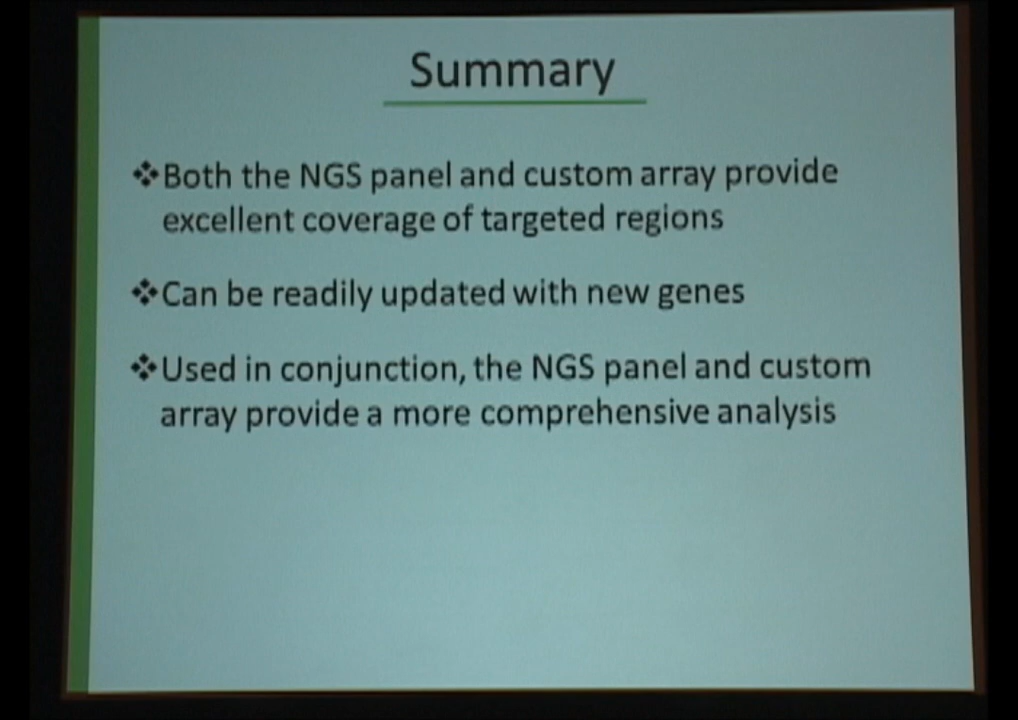 Summary
❖Both the NGS panel and custom array provide
excellent coverage of targeted regions
❖Can be readily updated with new genes
❖Used in conjunction, the NGS panel and custom
array provide a more comprehensive analysis